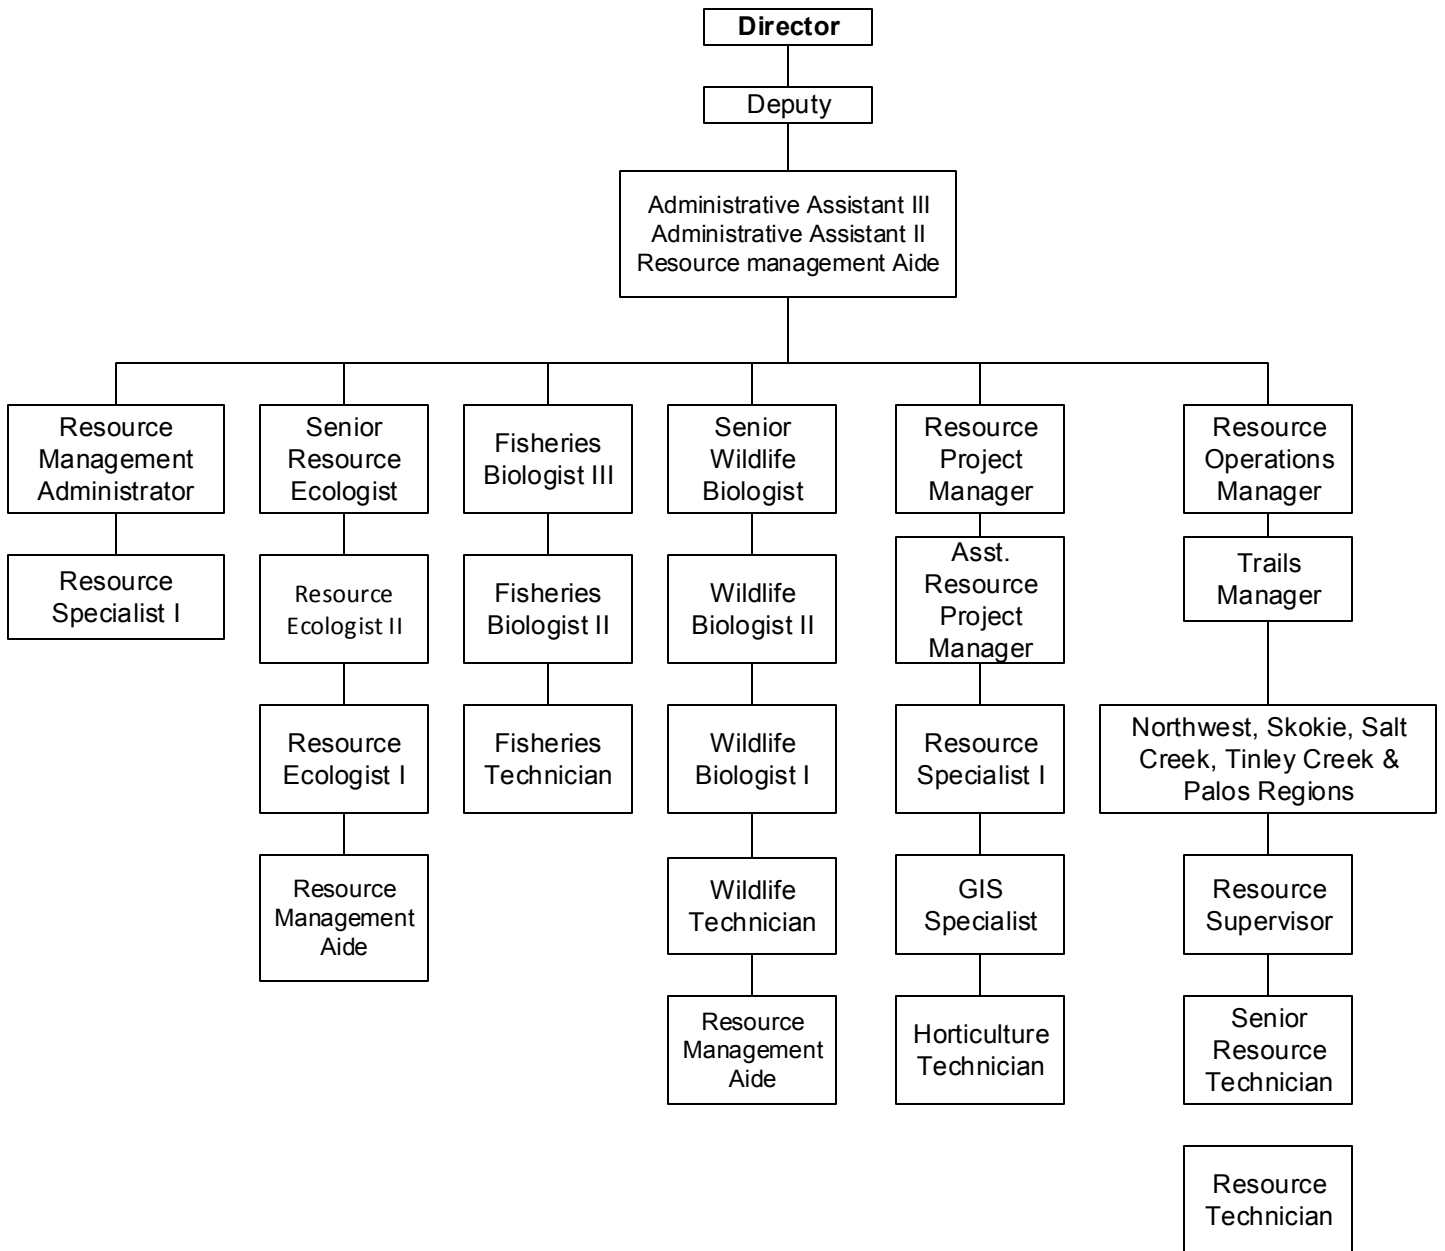 Director
Deputy
Administrative Assistant III
Administrative Assistant II
Resource management Aide
Resource
Management
Administrator
Resource
Specialist I
Senior
Resource
Ecologist
Resource
Ecologist II
Resource
Ecologist I
Resource
Management
Aide
Fisheries
Biologist III
Fisheries
Biologist II
Fisheries
Technician
Senior
Wildlife
Biologist
Wildlife
Biologist II
Wildlife
Biologist I
Wildlife
Technician
Resource
Management
Aide
Resource
Project
Manager
Asst.
Resource
Project
Manager
Resource
Specialist I
GIS
Specialist
Horticulture
Technician
Resource
Operations
Manager
Trails
Manager
Northwest, Skokie, Salt
Creek, Tinley Creek &
Palos Regions
Resource
Supervisor
Senior
Resource
Technician
Resource
Technician